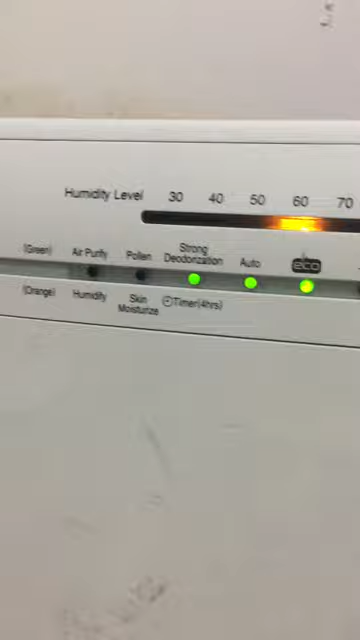 Humidity Level 30 40 50 60 70
(Green) Air Purify Pollen Strong Deodorization Auto eco
(Orange) Humidity Skin Moisturize Timer(4hrs)